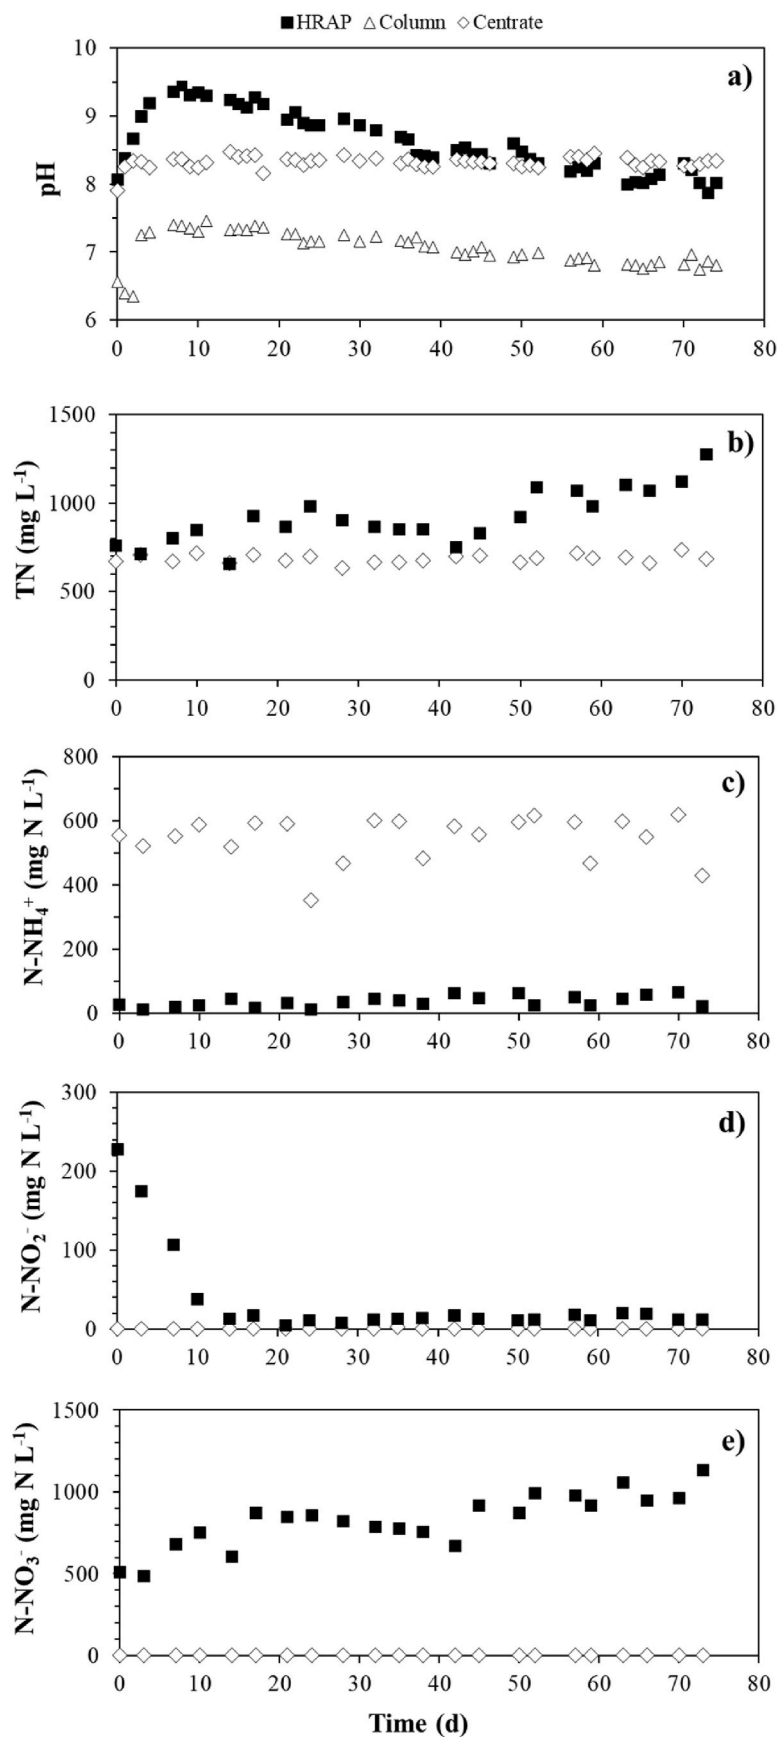 ■ HRAP △ Column ◇ Centrate
a)
pH
10
9
8
7
6
0 10 20 30 40 50 60 70 80
b)
TN (mg L⁻¹)
1500
1000
500
0
0 10 20 30 40 50 60 70 80
c)
N-NH₄⁺ (mg N L⁻¹)
800
600
400
200
0
0 10 20 30 40 50 60 70 80
d)
N-NO₂⁻ (mg N L⁻¹)
300
200
100
0
0 10 20 30 40 50 60 70 80
e)
N-NO₃⁻ (mg N L⁻¹)
1500
1000
500
0
0 10 20 30 40 50 60 70 80
Time (d)